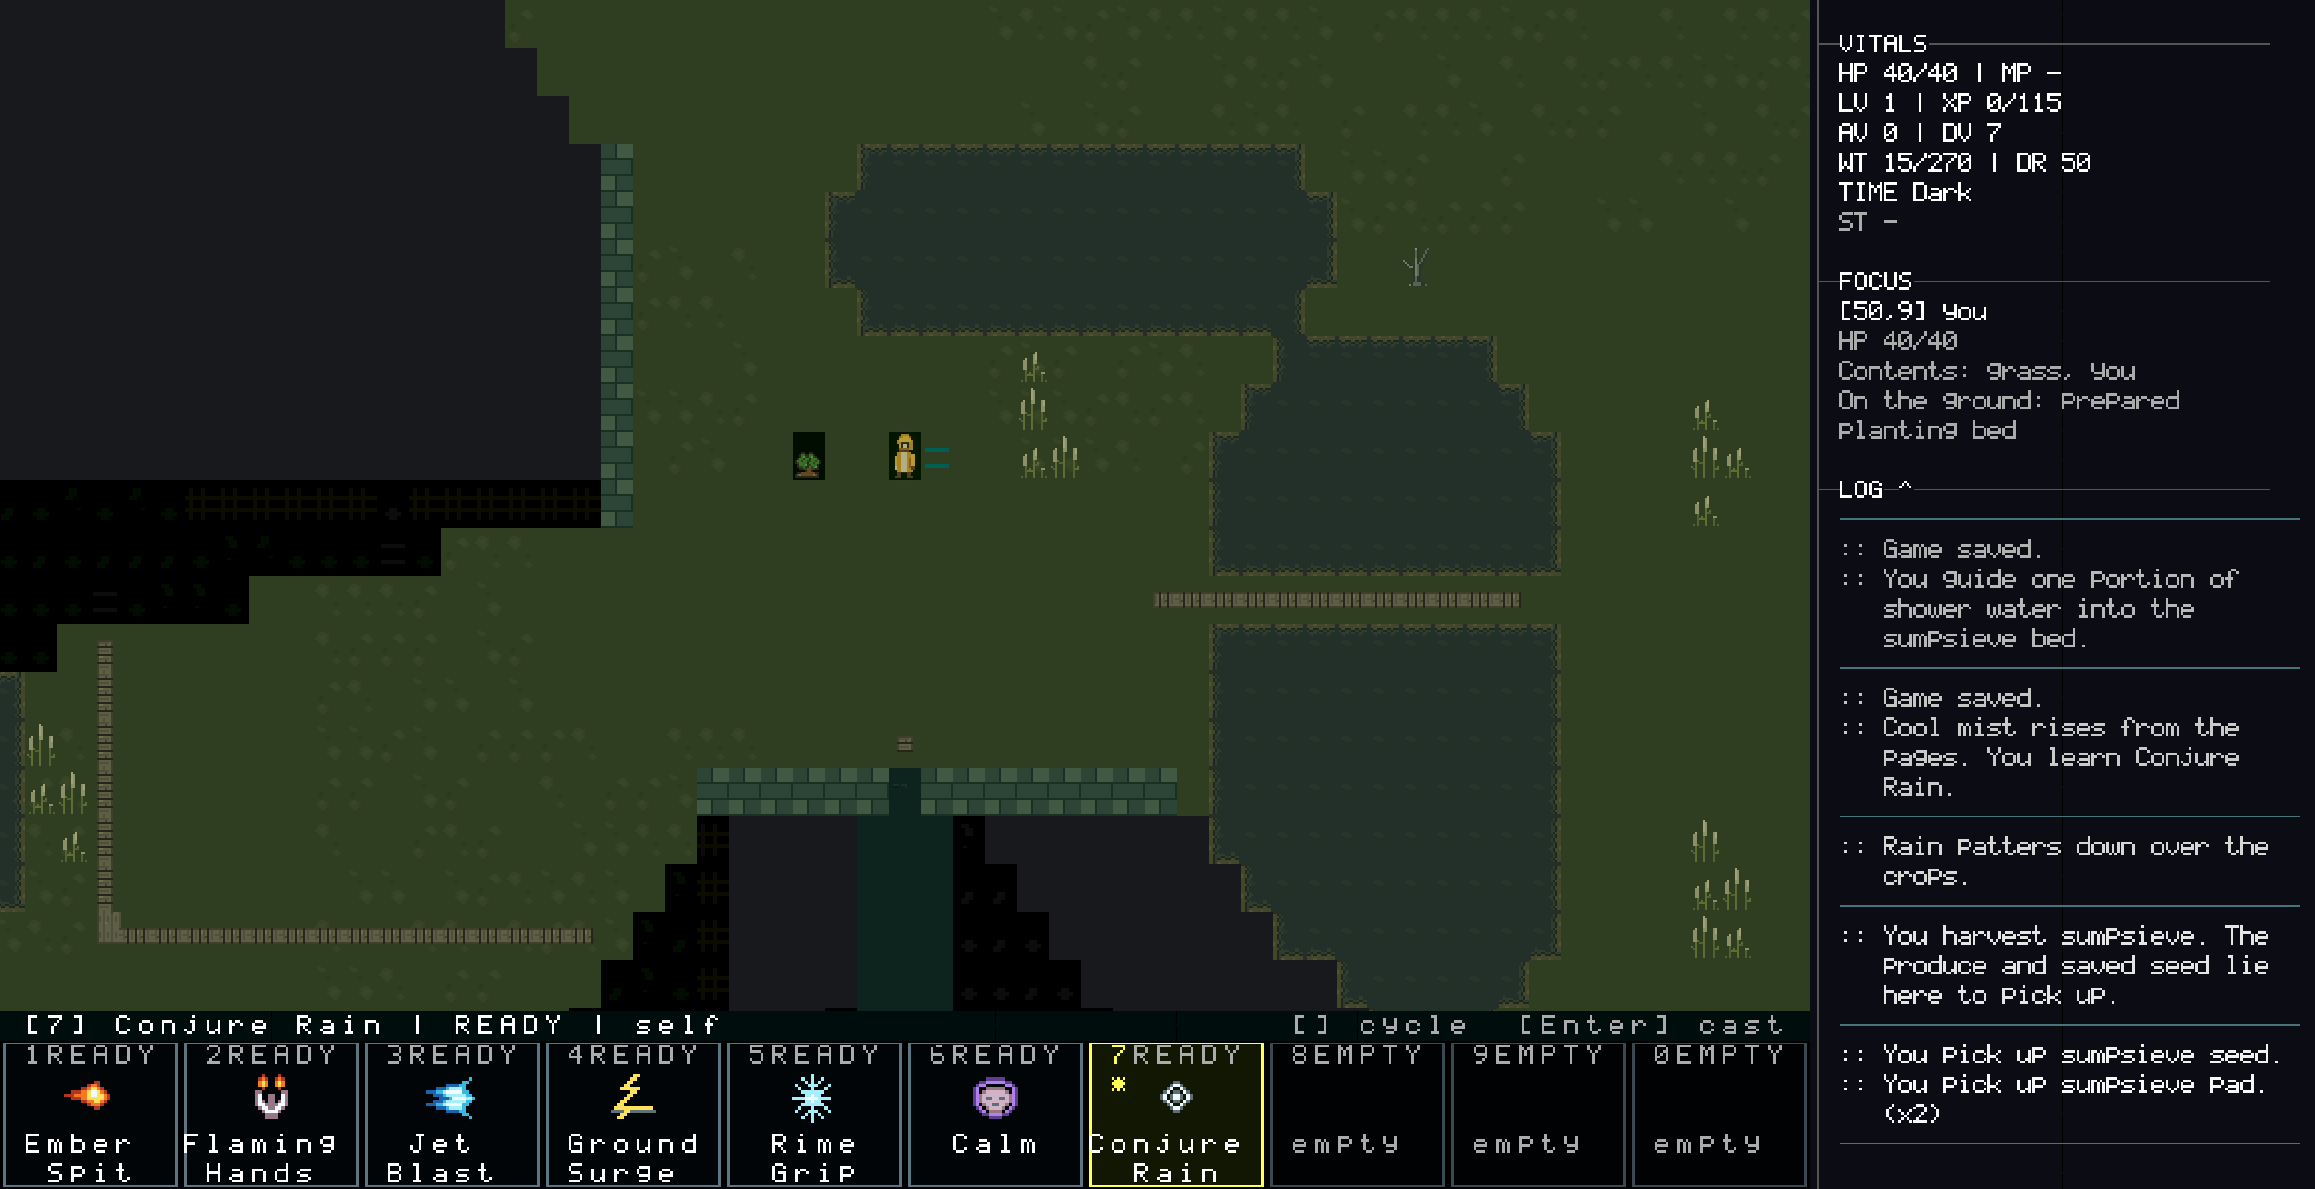 VITALS
HP 40/40 | MP -
LV 1 | XP 0/115
AV 0 | DV 7
WT 15/270 | DR 50
TIME Dark
ST -
FOCUS
[50,9] You
HP 40/40
Contents: grass, You
On the ground: Prepared
planting bed
LOG ^
:: Game saved.
:: You guide one portion of
shower water into the
sumpsieve bed.
:: Game saved.
:: Cool mist rises from the
pages. You learn Conjure
Rain.
:: Rain patters down over the
crops.
:: You harvest sumpsieve. The
produce and saved seed lie
here to pick up.
:: You pick up sumpsieve seed.
:: You pick up sumpsieve pad.
(x2)
[7] Conjure Rain | READY | self
[] cycle [Enter] cast
1READY 2READY 3READY 4READY 5READY 6READY 7READY 8EMPTY 9EMPTY 0EMPTY
Ember Flaming Jet Ground Rime Calm Conjure empty empty empty
Spit Hands Blast Surge Grip Rain